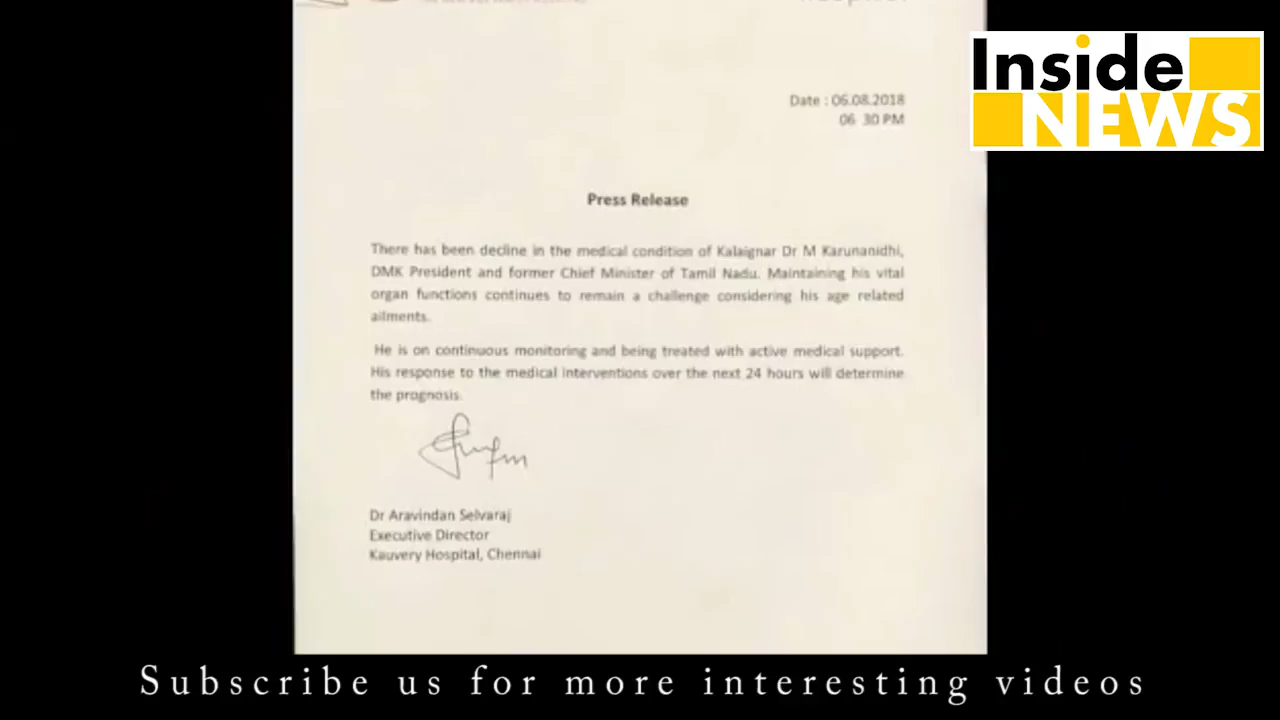 Inside
NEWS
Date : 06.08.2018
06 30 PM
Press Release
There has been decline in the medical condition of Kalaignar Dr M Karunanidhi,
DMK President and former Chief Minister of Tamil Nadu. Maintaining his vital
organ functions continues to remain a challenge considering his age related
ailments.
He is on continuous monitoring and being treated with active medical support.
His response to the medical interventions over the next 24 hours will determine
the prognosis.
Dr Aravindan Selvaraj
Executive Director
Kauvery Hospital, Chennai
Subscribe us for more interesting videos